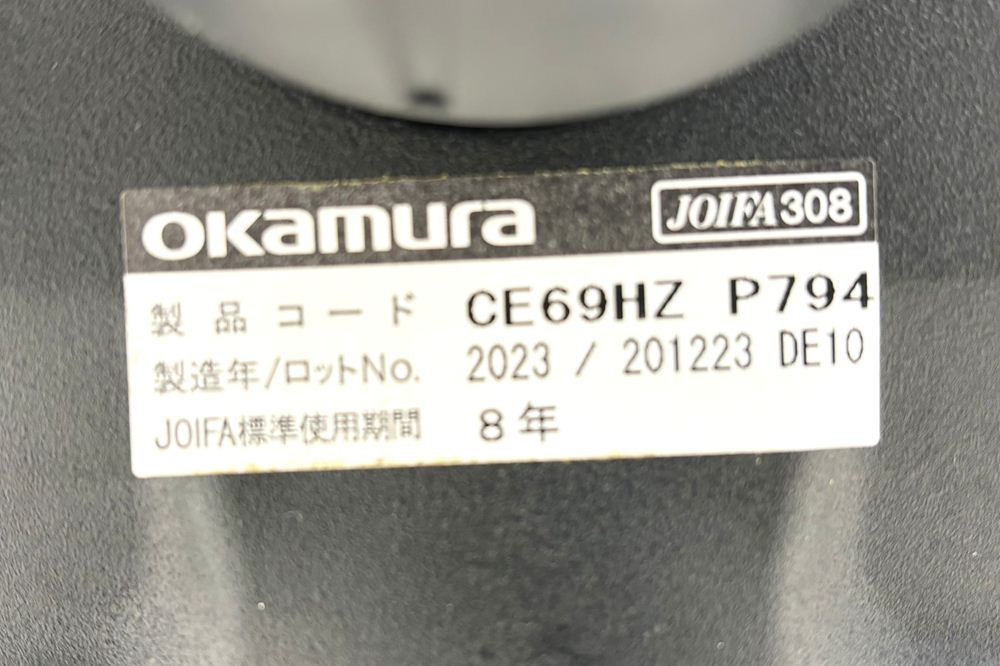 okamura
JOIFA308
製品コード CE69HZ P794
製造年/ロットNo. 2023 / 201223 DE10
JOIFA標準使用期間 8年